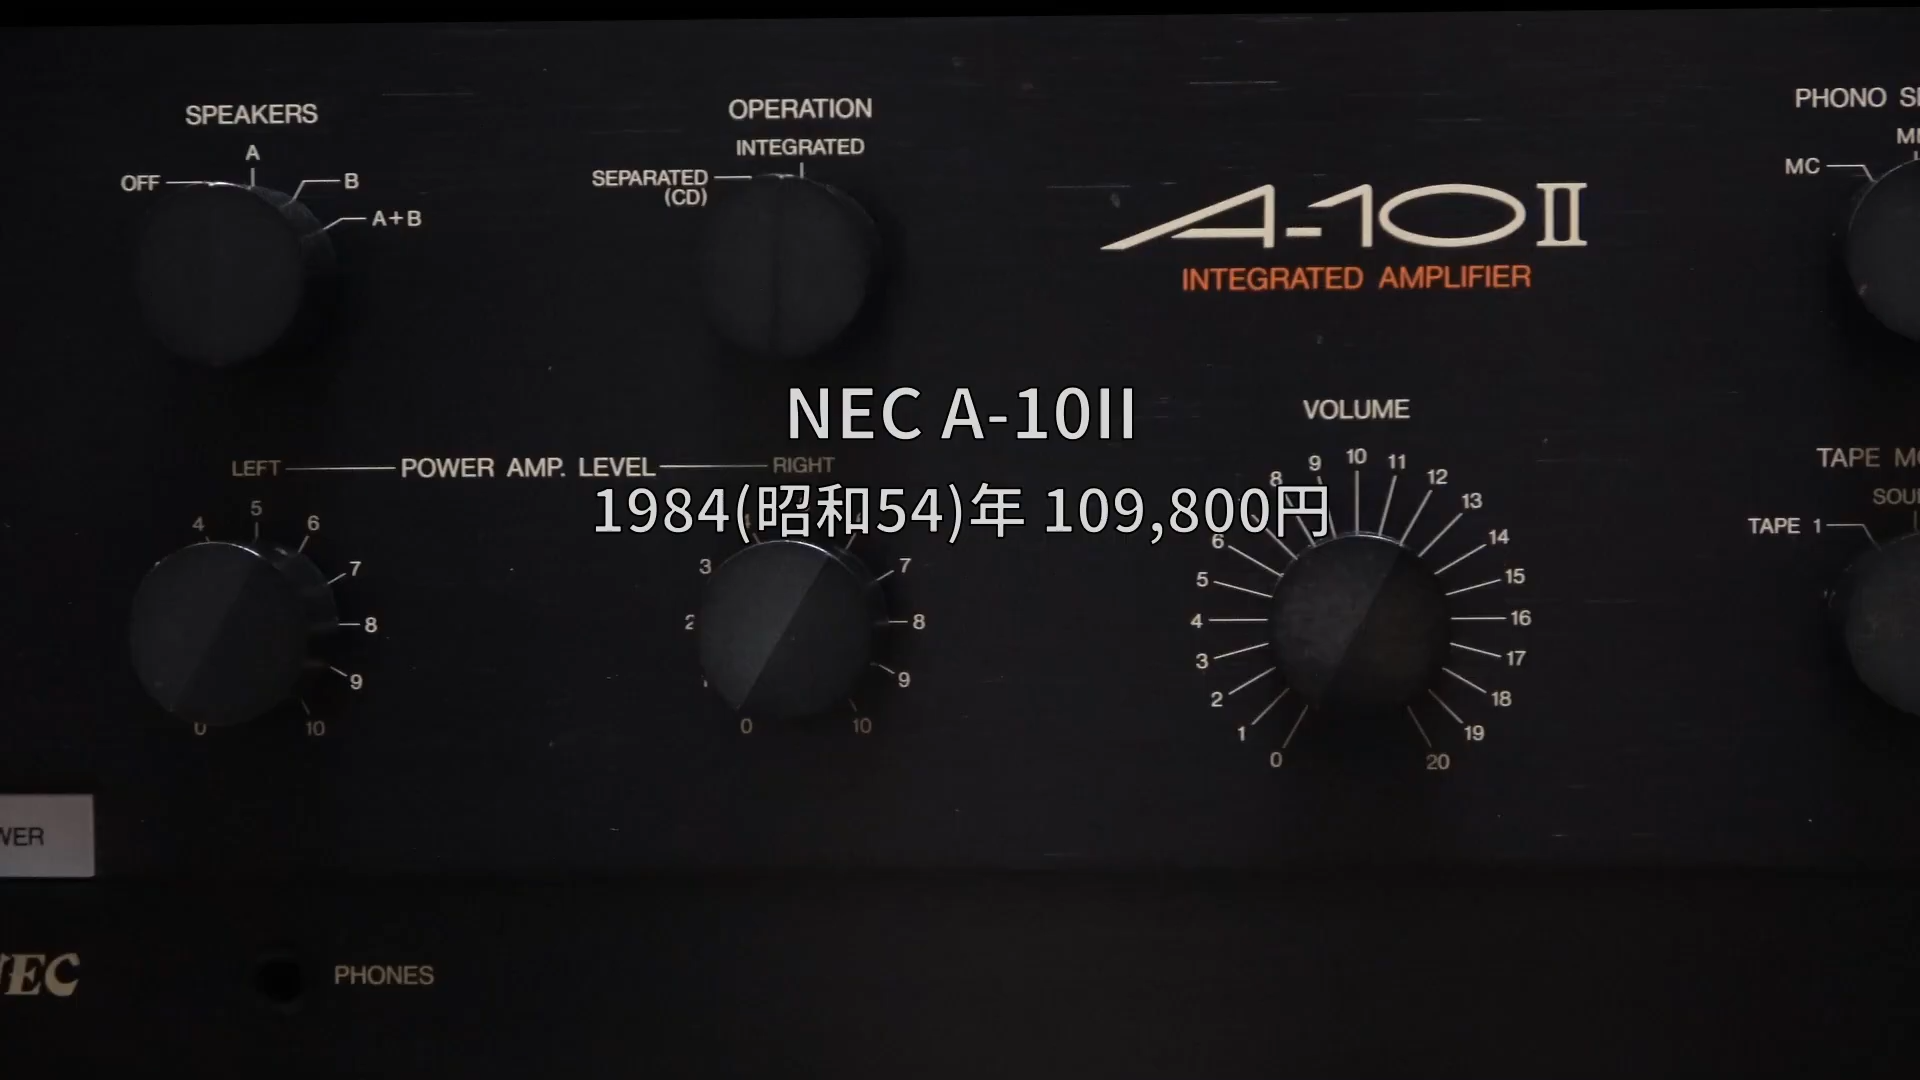 SPEAKERS
OFF
A
B
A+B
OPERATION
INTEGRATED
SEPARATED
(CD)
A-10II
INTEGRATED AMPLIFIER
MC
NEC A-10II
1984(昭和54)年 109,800円
LEFT POWER AMP. LEVEL RIGHT
4 5 6 7 8 9 10
0
2 3 7 8 9 10
0
VOLUME
0 1 2 3 4 5 6 8 9 10 11 12 13 14 15 16 17 18 19 20
PHONO
TAPE
TAPE 1
NEC
PHONES